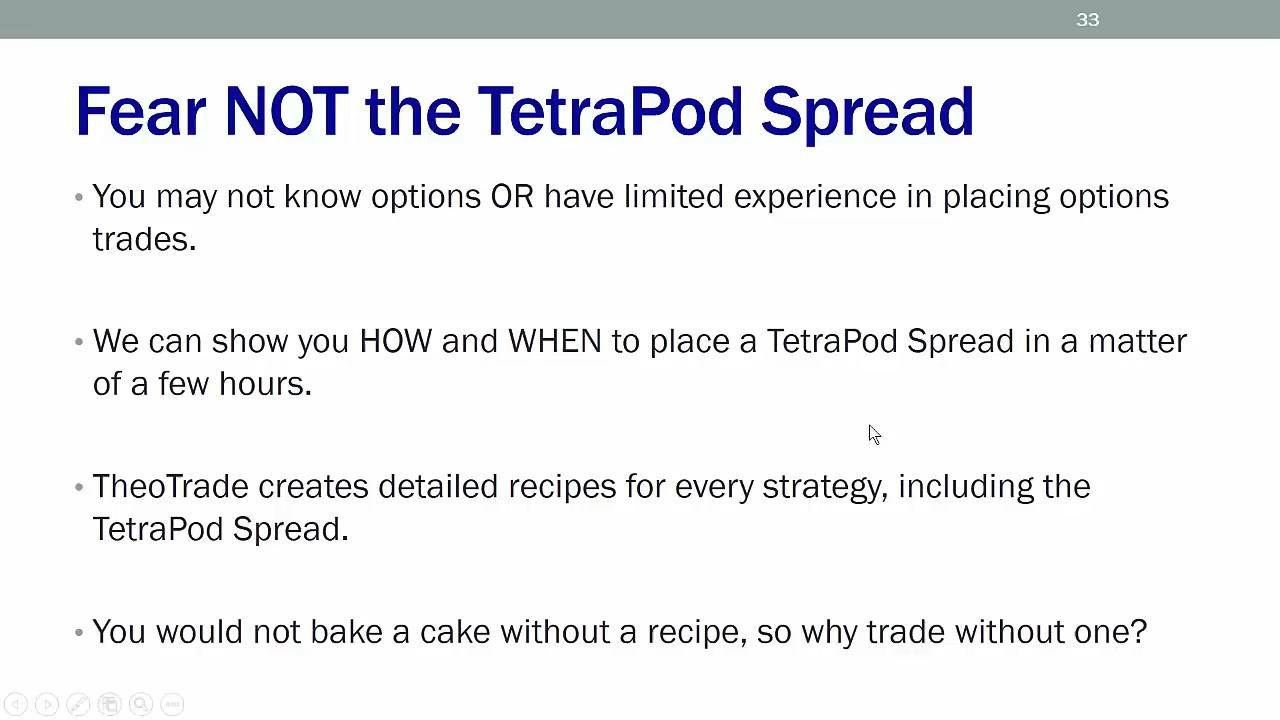 33
Fear NOT the TetraPod Spread
• You may not know options OR have limited experience in placing options
trades.
• We can show you HOW and WHEN to place a TetraPod Spread in a matter
of a few hours.
• TheoTrade creates detailed recipes for every strategy, including the
TetraPod Spread.
• You would not bake a cake without a recipe, so why trade without one?